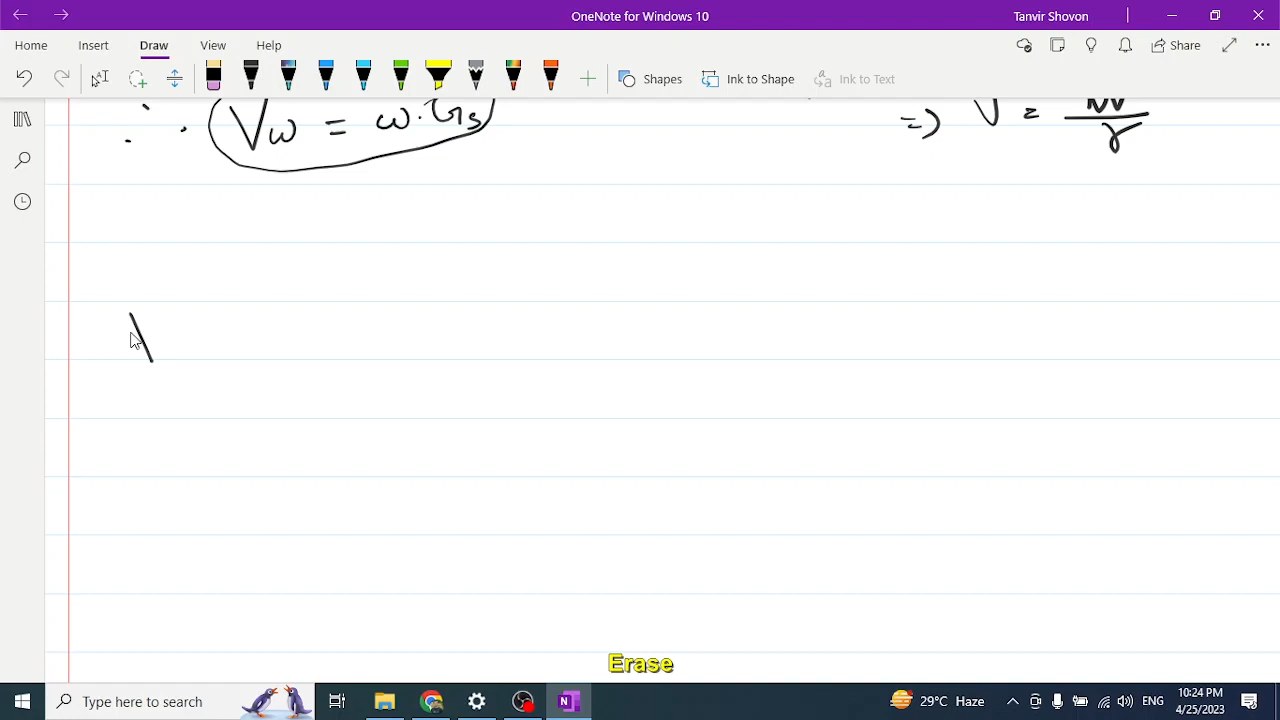 OneNote for Windows 10
Tanvir Shovon
Home Insert Draw View Help
Share
Shapes
Ink to Shape
Ink to Text
∴ Vω = ω·Gs
=> V =
γ
Erase
Type here to search
29°C Haze
ENG
10:24 PM
4/25/2023